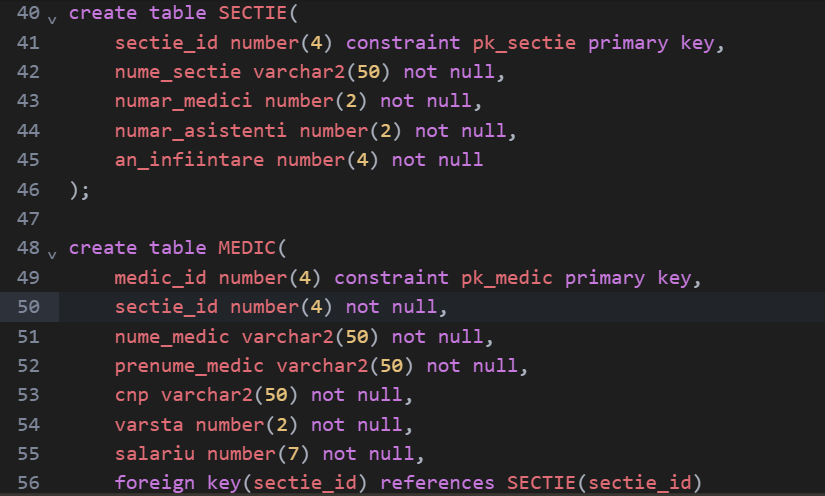 40 create table SECTIE(
41 sectie_id number(4) constraint pk_sectie primary key,
42 nume_sectie varchar2(50) not null,
43 numar_medici number(2) not null,
44 numar_asistenti number(2) not null,
45 an_infiintare number(4) not null
46 );
47
48 create table MEDIC(
49 medic_id number(4) constraint pk_medic primary key,
50 sectie_id number(4) not null,
51 nume_medic varchar2(50) not null,
52 prenume_medic varchar2(50) not null,
53 cnp varchar2(50) not null,
54 varsta number(2) not null,
55 salariu number(7) not null,
56 foreign key(sectie_id) references SECTIE(sectie_id)